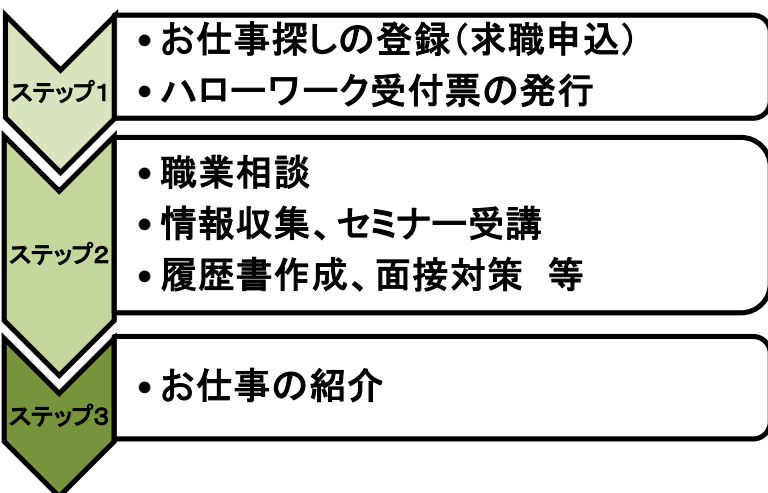 ステップ1
・お仕事探しの登録（求職申込）
・ハローワーク受付票の発行
ステップ2
・職業相談
・情報収集、セミナー受講
・履歴書作成、面接対策　等
ステップ3
・お仕事の紹介